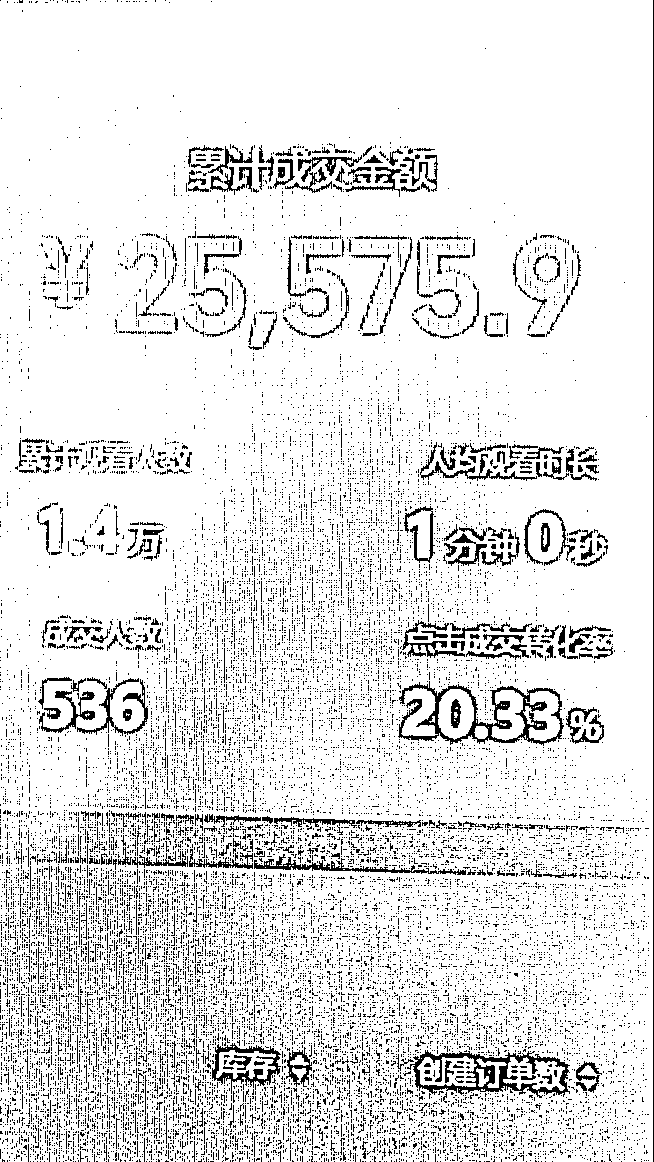 累计成交金额
¥ 25,575.9
累计观看人数 人均观看时长
1.4万 1分钟0秒
成交人数 点击成交转化率
536 20.33%
库存 创建订单数